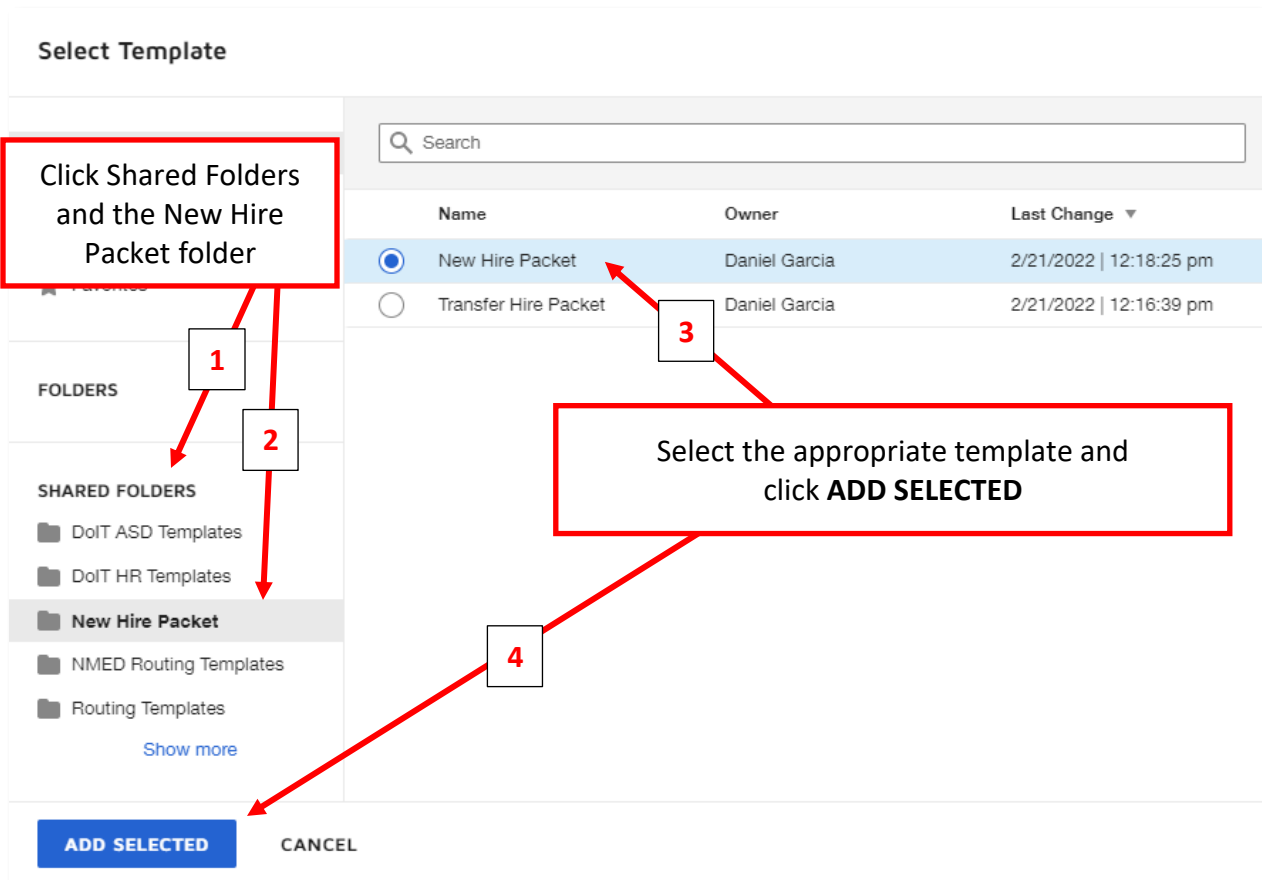 Select Template
Search
Click Shared Folders
and the New Hire
Packet folder
Name Owner Last Change
New Hire Packet Daniel Garcia 2/21/2022 | 12:18:25 pm
Favorites
Transfer Hire Packet Daniel Garcia 2/21/2022 | 12:16:39 pm
3
1
FOLDERS
2
Select the appropriate template and
click ADD SELECTED
SHARED FOLDERS
DoIT ASD Templates
DoIT HR Templates
New Hire Packet
4
NMED Routing Templates
Routing Templates
Show more
ADD SELECTED CANCEL